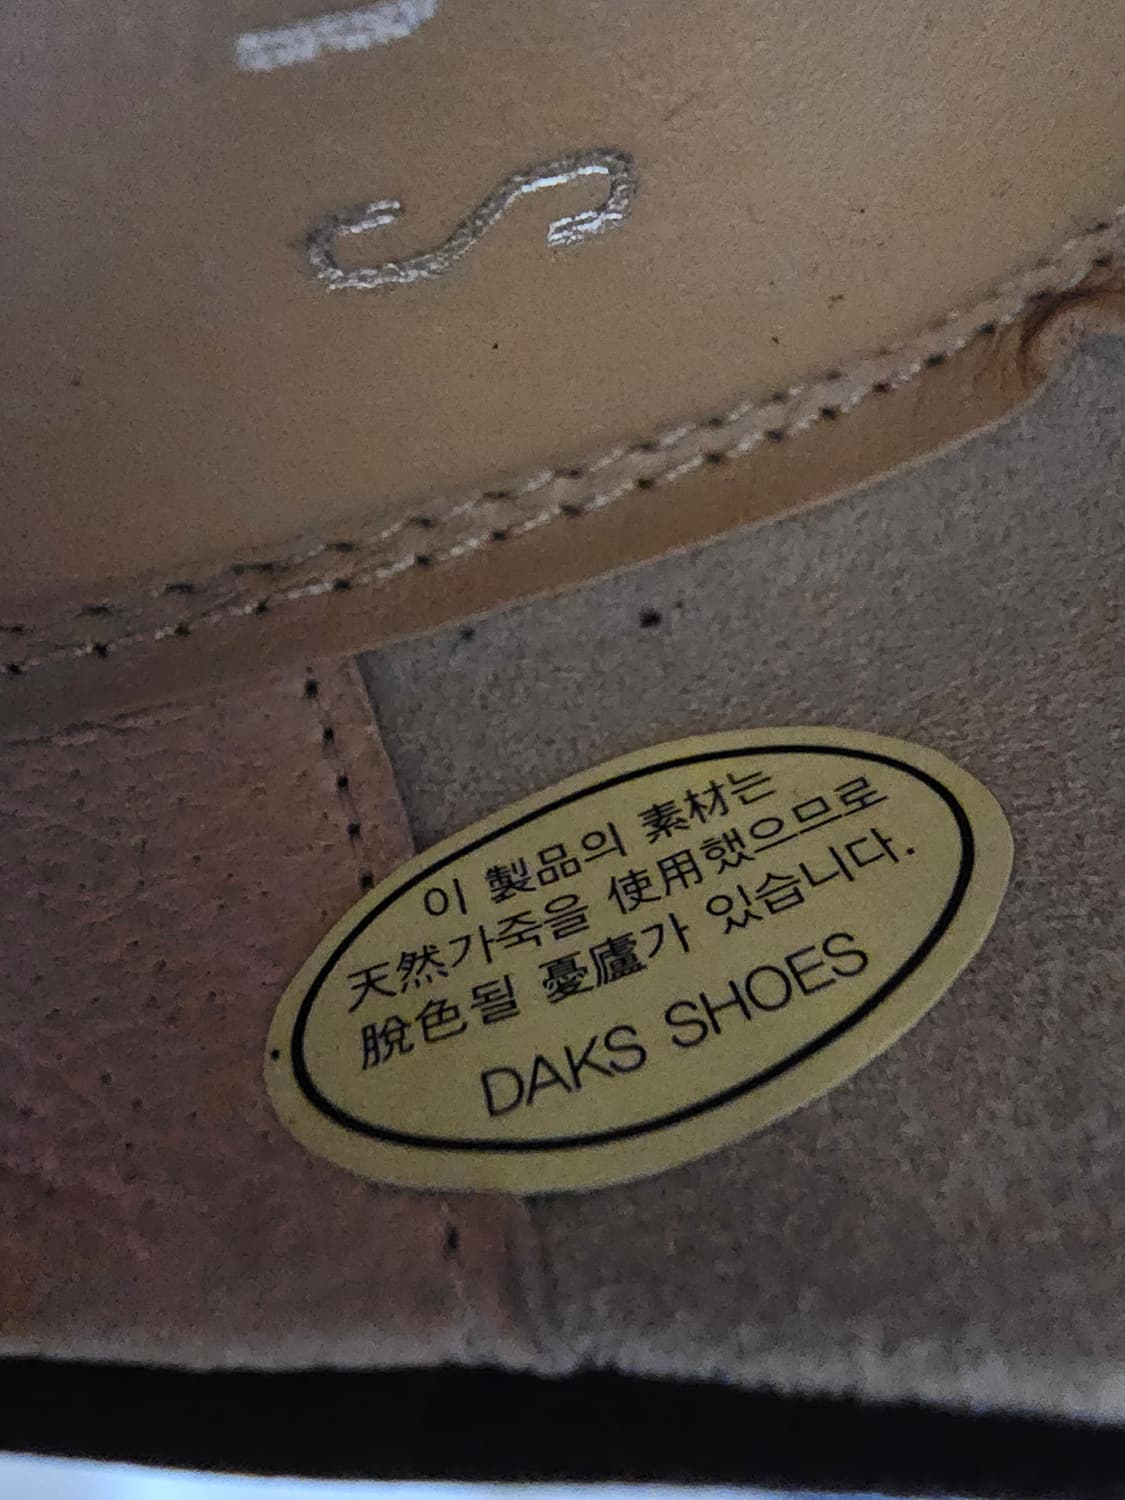 S
이 製品의 素材는
天然가죽을 使用했으므로
脫色될 憂廬가 있습니다.
DAKS SHOES